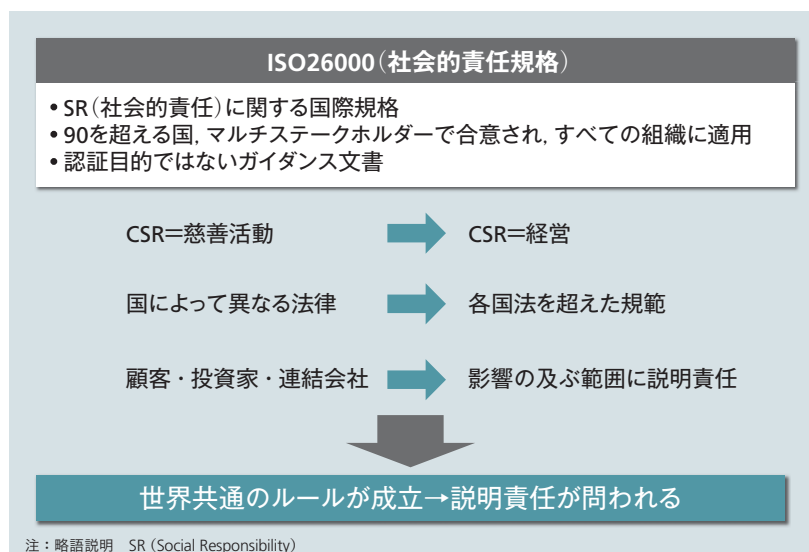 ISO26000（社会的責任規格）
• SR（社会的責任）に関する国際規格
• 90を超える国, マルチステークホルダーで合意され, すべての組織に適用
• 認証目的ではないガイダンス文書
CSR＝慈善活動 CSR＝経営
国によって異なる法律 各国法を超えた規範
顧客・投資家・連結会社 影響の及ぶ範囲に説明責任
世界共通のルールが成立→説明責任が問われる
注：略語説明 SR（Social Responsibility）